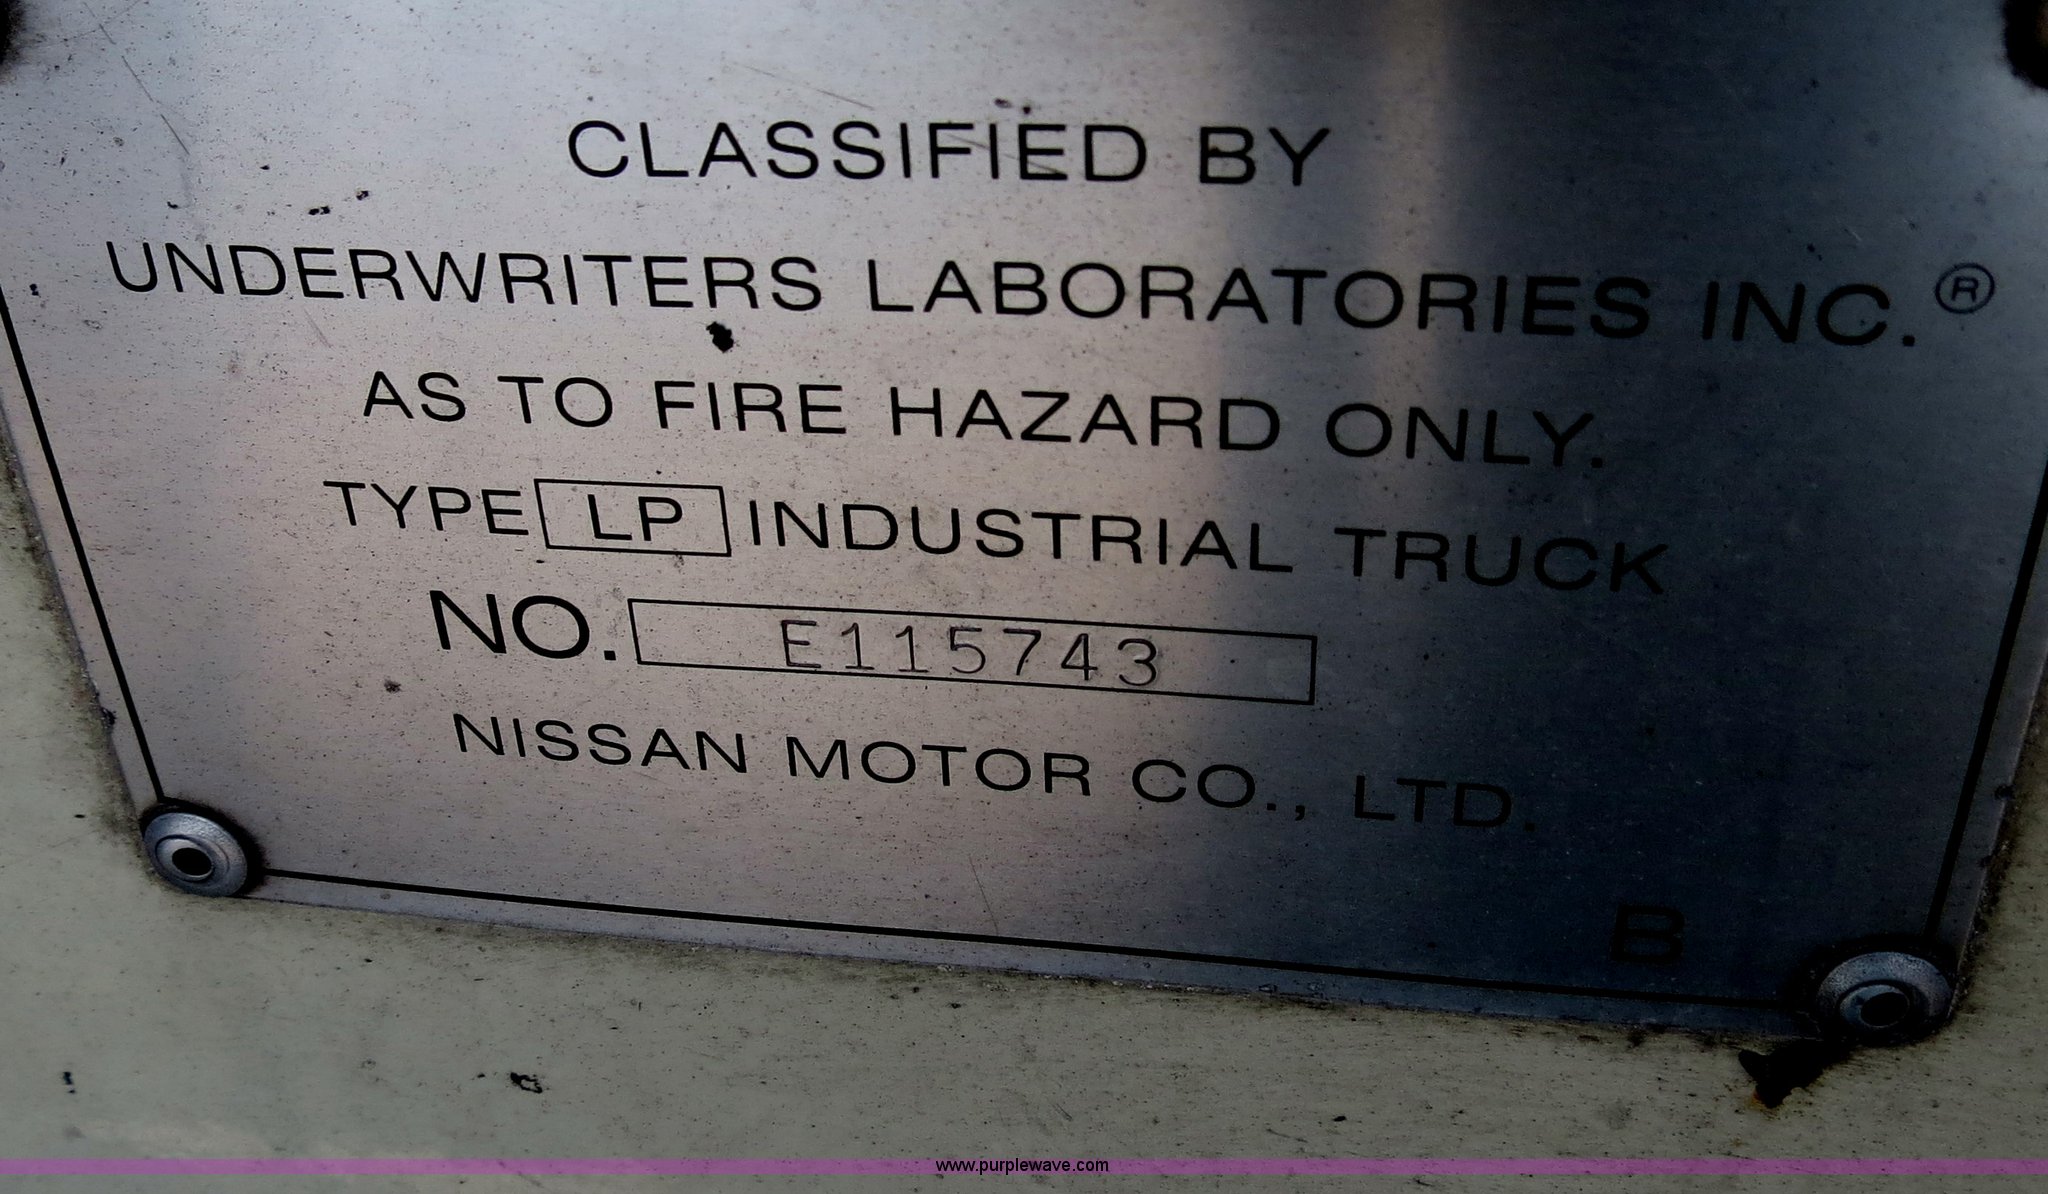 CLASSIFIED BY
UNDERWRITERS LABORATORIES INC.®
AS TO FIRE HAZARD ONLY.
TYPE LP INDUSTRIAL TRUCK
NO. E115743
NISSAN MOTOR CO., LTD.
B
www.purplewave.com